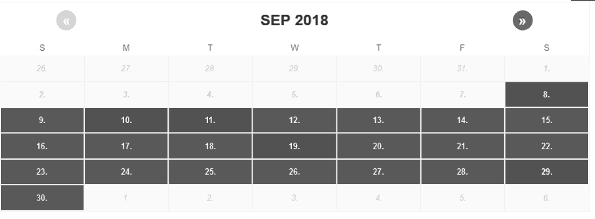 « SEP 2018 »
S M T W T F S
26. 27. 28. 29. 30. 31. 1.
2. 3. 4. 5. 6. 7. 8.
9. 10. 11. 12. 13. 14. 15.
16. 17. 18. 19. 20. 21. 22.
23. 24. 25. 26. 27. 28. 29.
30. 1. 2. 3. 4. 5. 6.